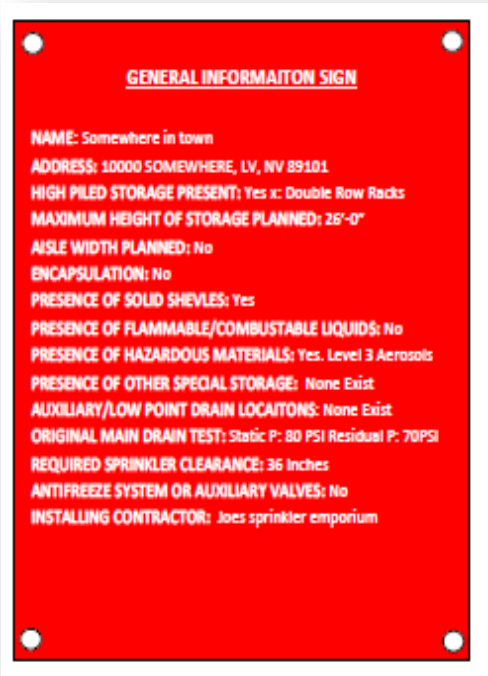 GENERAL INFORMAITON SIGN
NAME: Somewhere in town
ADDRESS: 10000 SOMEWHERE, LV, NV 89101
HIGH PILED STORAGE PRESENT: Yes x: Double Row Racks
MAXIMUM HEIGHT OF STORAGE PLANNED: 26'-0"
AISLE WIDTH PLANNED: No
ENCAPSULATION: No
PRESENCE OF SOLID SHEVLES: Yes
PRESENCE OF FLAMMABLE/COMBUSTABLE LIQUIDS: No
PRESENCE OF HAZARDOUS MATERIALS: Yes. Level 3 Aerosols
PRESENCE OF OTHER SPECIAL STORAGE: None Exist
AUXILIARY/LOW POINT DRAIN LOCAITONS: None Exist
ORIGINAL MAIN DRAIN TEST: Static P: 80 PSI Residual P: 70PSI
REQUIRED SPRINKLER CLEARANCE: 36 Inches
ANTIFREEZE SYSTEM OR AUXILIARY VALVES: No
INSTALLING CONTRACTOR: Joes sprinkler emporium